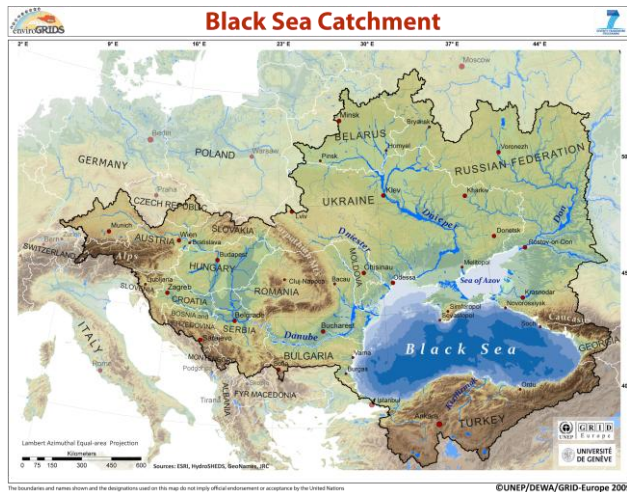 Black Sea Catchment
enviroGRIDS
2° E
9° E
16° E
23° E
30° E
37° E
44° E
Moscow
Minsk
BELARUS
Bryansk
Berlin
POLAND
Warsaw
Pinsk
Homyel
Voronezh
GERMANY
RUSSIAN FEDERATION
50
Praha
CZECH REPUBLIC
UKRAINE
Kiev
Kharkiv
Lviv
Dnieper
Don
Munich
SLOVAKIA
Wien
Bratislava
Dniester
Donetsk
Rostov-on-Don
Bern
AUSTRIA
SWITZERLAND
Alps
Budapest
HUNGARY
MOLDOVA
Melitopol
Chisinau
Odessa
Sea of Azov
45
Ljubljana
SLOVENIA
Zagreb
CROATIA
Cluj-Napoca
ROMANIA
Bacau
Krasnodar
Novorossiysk
Simferopol
Sevastopol
BOSNIA and
HERZEGOVINA
SERBIA
Belgrade
Danube
Bucharest
Sochi
Caucasus
ITALY
Sarajevo
Black Sea
GEORGIA
BULGARIA
Varna
Burgas
Rome
Podgorica
Tirana
ALBANIA
FYR MACEDONIA
Istanbul
Ordu
40
Ankara
TURKEY
Lambert Azimuthal Equal-area Projection
Kilometers
0 75 150 300 450 600
Sources: ESRI, HydroSHEDS, GeoNames, JRC
UNEP
GRID
Europe
UNIVERSITÉ
DE GENÈVE
The boundaries and names shown and the designations used on this map do not imply official endorsement or acceptance by the United Nations
©UNEP/DEWA/GRID-Europe 2009